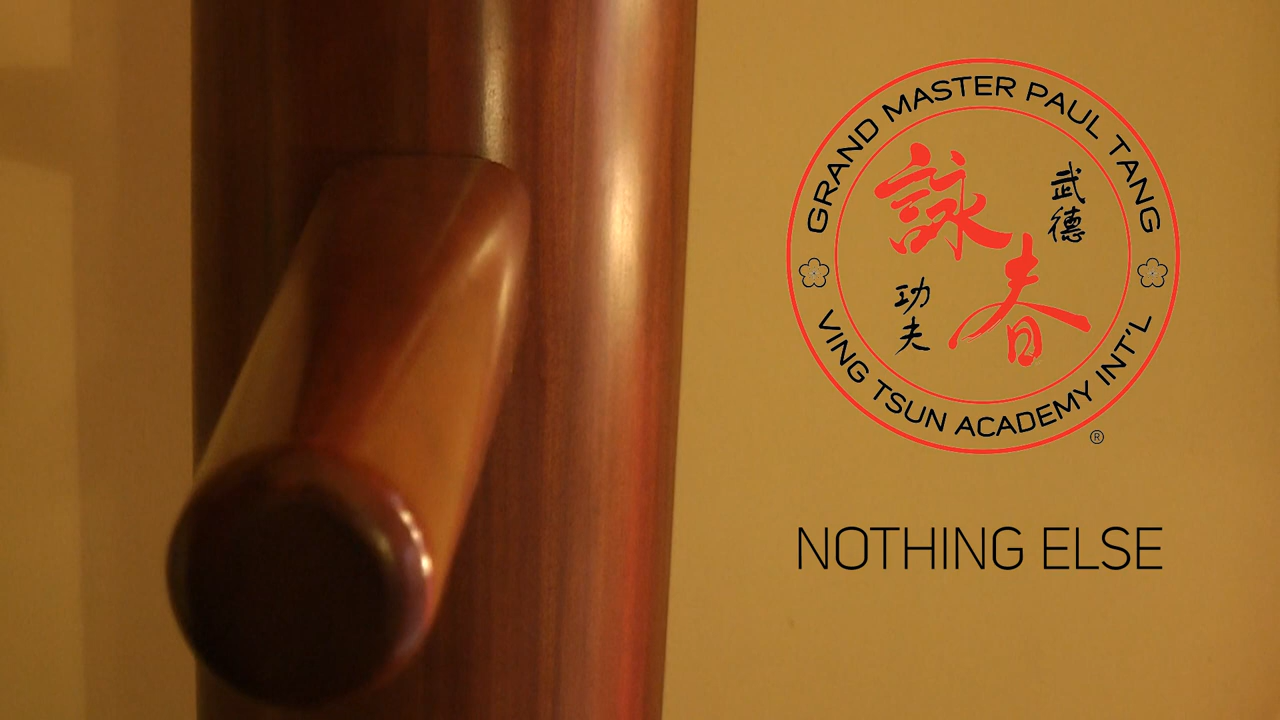 GRAND MASTER PAUL TANG
詠春
武德
功夫
VING TSUN ACADEMY INT'L
®
NOTHING ELSE